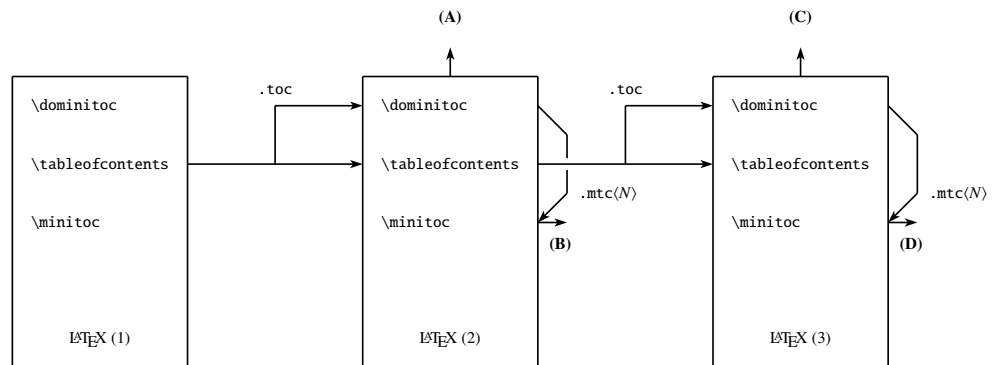 (A) (C)
.toc .toc
\dominitoc \dominitoc \dominitoc
\tableofcontents \tableofcontents \tableofcontents
.mtc⟨N⟩ .mtc⟨N⟩
\minitoc \minitoc \minitoc
(B) (D)
LATEX (1) LATEX (2) LATEX (3)